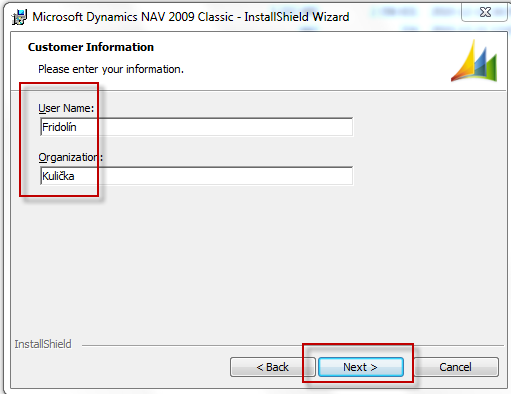 Microsoft Dynamics NAV 2009 Classic - InstallShield Wizard
Customer Information
Please enter your information.
User Name:
Fridolín
Organization:
Kulička
InstallShield
< Back
Next >
Cancel